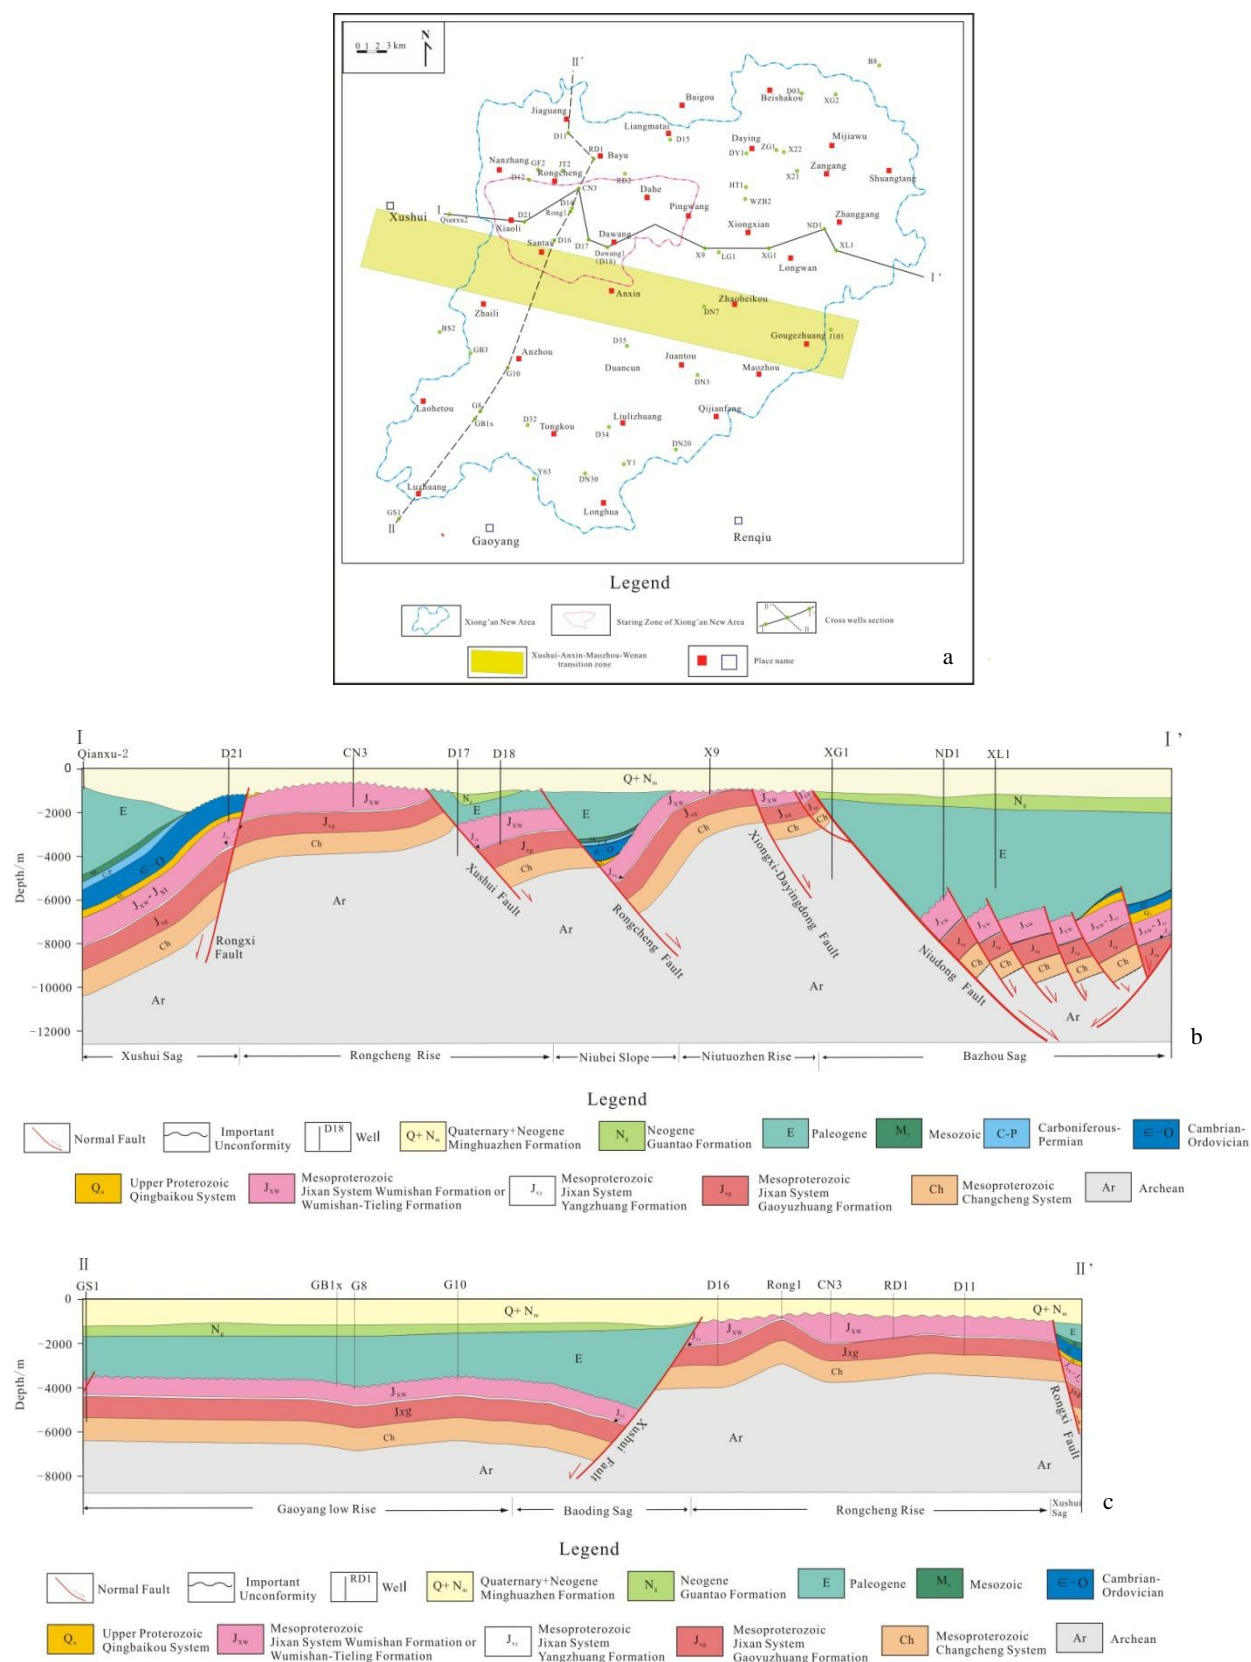 0 1 2 3 km
N
II'
B8
Baigou
Beishakou
D03
XG2
Jiaguang
Liangmatai
D11
D15
Daying
Mijiawu
RD1
Bayu
DY1
ZG1
X22
Nanzhang
GF2
JT2
Zangang
Shuangtang
D12
Rongcheng
RD2
X21
CN3
Dahe
HT1
WZB2
Xushui
I
Qianxu2
D21
Xiaoli
D14
Rong1
Pingwang
Zhanggang
Xiongxian
ND1
Santai
D16
D17
Dawang
Dawang1
(D18)
X9
LG1
XG1
Longwan
XL1
I'
Anxin
Zhaobeikou
DN7
Zhaili
BS2
GB3
D35
Gougezhuang
J101
Anzhou
Duancun
Juantou
G10
DN3
Maozhou
Laohetou
G8
GB1x
D32
Tongkou
D34
Liulizhuang
Qijianfang
DN20
Luzhuang
Y63
DN30
Y1
GS1
Longhua
II
Gaoyang
Renqiu
Legend
Xiong'an New Area
Staring Zone of Xiong'an New Area
Cross wells section
Xushui-Anxin-Maozhou-Wenan
transition zone
Place name
a
I
I'
Qianxu-2
D21
CN3
D17
D18
X9
XG1
ND1
XL1
Depth/m
0
-2000
-4000
-6000
-8000
-10000
-12000
Q+Nm
Ng
E
Jxw
Jxg
Ch
Ar
Rongxi
Fault
Xushui Fault
Rongcheng Fault
Xiongxi-Dayingdong Fault
Niudong Fault
Xushui Sag
Rongcheng Rise
Niubei Slope
Niutuozhen Rise
Bazhou Sag
b
Legend
Normal Fault
Important
Unconformity
D18
Well
Q+Nm
Quaternary+Neogene
Minghuazhen Formation
Ng
Neogene
Guantao Formation
E
Paleogene
Mz
Mesozoic
C-P
Carboniferous-
Permian
∈-O
Cambrian-
Ordovician
Qn
Upper Proterozoic
Qingbaikou System
Jxw
Mesoproterozoic
Jixan System Wumishan Formation or
Wumishan-Tieling Formation
Jxy
Mesoproterozoic
Jixan System
Yangzhuang Formation
Jxg
Mesoproterozoic
Jixan System
Gaoyuzhuang Formation
Ch
Mesoproterozoic
Changcheng System
Ar
Archean
II
II'
GS1
GB1x
G8
G10
D16
Rong1
CN3
RD1
D11
Depth/m
0
-2000
-4000
-6000
-8000
Q+Nm
Ng
E
Jxw
Jxg
Ch
Ar
Xushui Fault
Rongxi Fault
Gaoyang low Rise
Baoding Sag
Rongcheng Rise
Xushui
Sag
c
Legend
Normal Fault
Important
Unconformity
RD1
Well
Q+Nm
Quaternary+Neogene
Minghuazhen Formation
Ng
Neogene
Guantao Formation
E
Paleogene
Mz
Mesozoic
∈-O
Cambrian-
Ordovician
Qn
Upper Proterozoic
Qingbaikou System
Jxw
Mesoproterozoic
Jixan System Wumishan Formation or
Wumishan-Tieling Formation
Jxy
Mesoproterozoic
Jixan System
Yangzhuang Formation
Jxg
Mesoproterozoic
Jixan System
Gaoyuzhuang Formation
Ch
Mesoproterozoic
Changcheng System
Ar
Archean